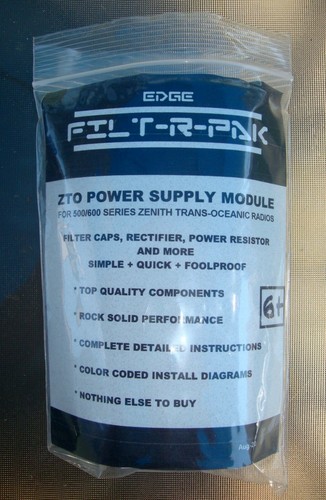 EDGE
FILT-R-PAK
ZTO POWER SUPPLY MODULE
FOR 500/600 SERIES ZENITH TRANS-OCEANIC RADIOS
FILTER CAPS, RECTIFIER, POWER RESISTOR
AND MORE
SIMPLE + QUICK + FOOLPROOF
* TOP QUALITY COMPONENTS
* ROCK SOLID PERFORMANCE
* COMPLETE DETAILED INSTRUCTIONS
* COLOR CODED INSTALL DIAGRAMS
* NOTHING ELSE TO BUY